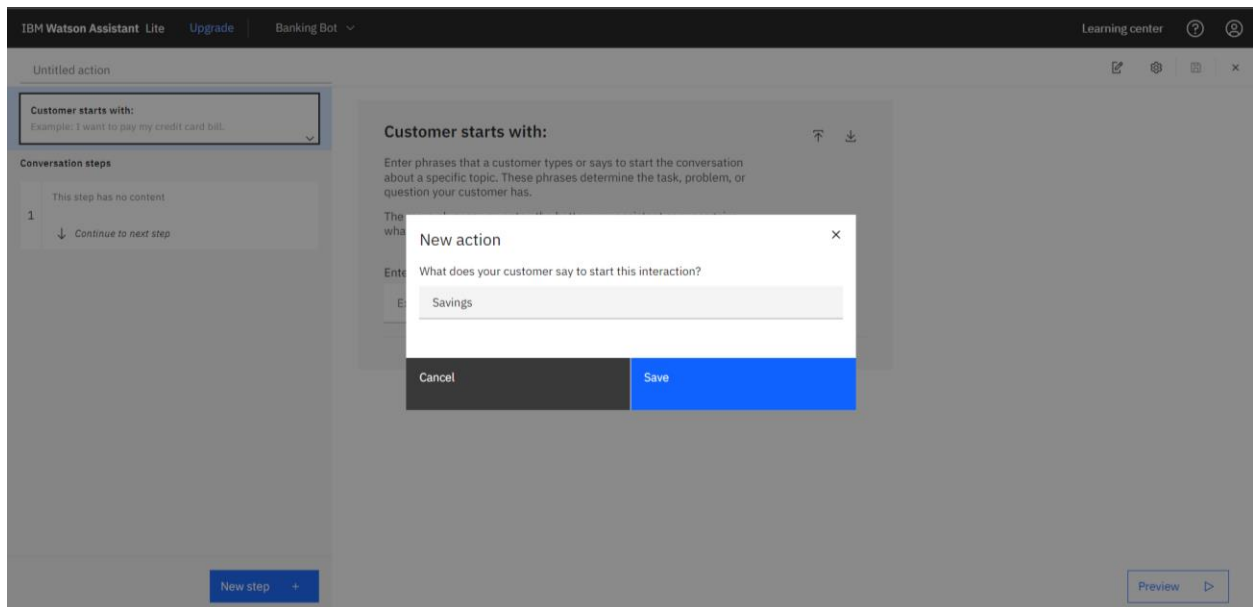 IBM Watson Assistant Lite Upgrade Banking Bot Learning center
Untitled action
Customer starts with:
Example: I want to pay my credit card bill.
Conversation steps
1
This step has no content
Continue to next step
New step +
Customer starts with:
Enter phrases that a customer types or says to start the conversation
about a specific topic. These phrases determine the task, problem, or
question your customer has.
The
New action
What does your customer say to start this interaction?
Savings
Cancel
Save
Preview